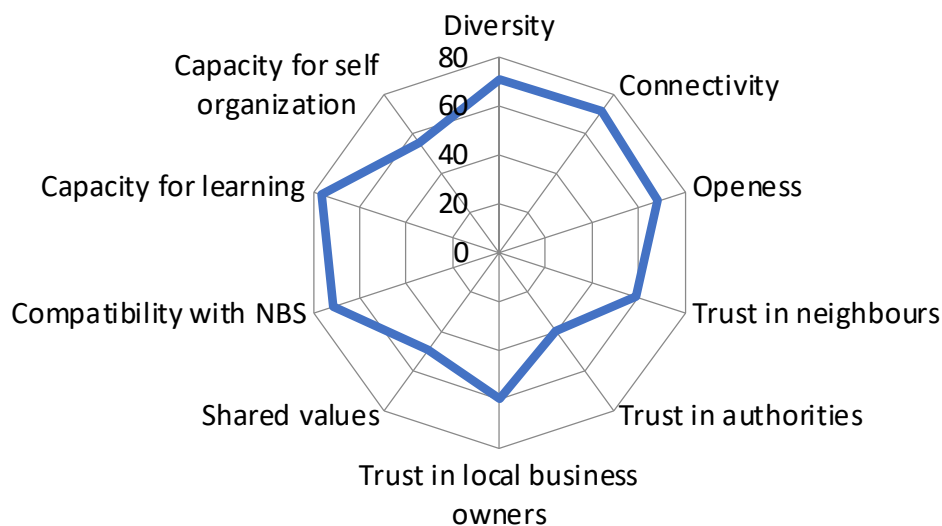 Diversity
80
Capacity for self
organization
Connectivity
60
40
Capacity for learning
Openess
20
0
Compatibility with NBS
Trust in neighbours
Shared values
Trust in authorities
Trust in local business
owners